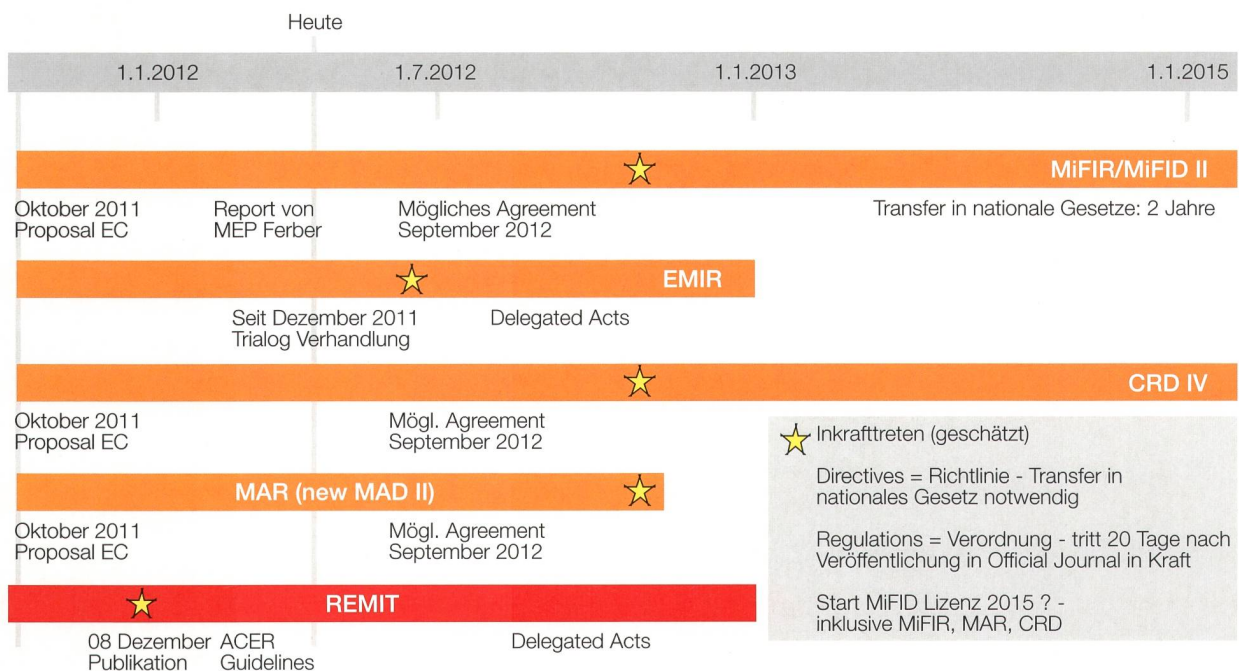 Heute
1.1.2012 1.7.2012 1.1.2013 1.1.2015
MiFIR/MiFID II
Oktober 2011 Report von Mögliches Agreement Transfer in nationale Gesetze: 2 Jahre
Proposal EC MEP Ferber September 2012
EMIR
Seit Dezember 2011 Delegated Acts
Trialog Verhandlung
CRD IV
Oktober 2011 Mögl. Agreement
Proposal EC September 2012
MAR (new MAD II)
Oktober 2011 Mögl. Agreement
Proposal EC September 2012
REMIT
08 Dezember ACER Delegated Acts
Publikation Guidelines
Inkrafttreten (geschätzt)
Directives = Richtlinie - Transfer in
nationales Gesetz notwendig
Regulations = Verordnung - tritt 20 Tage nach
Veröffentlichung in Official Journal in Kraft
Start MiFID Lizenz 2015 ? -
inklusive MiFIR, MAR, CRD